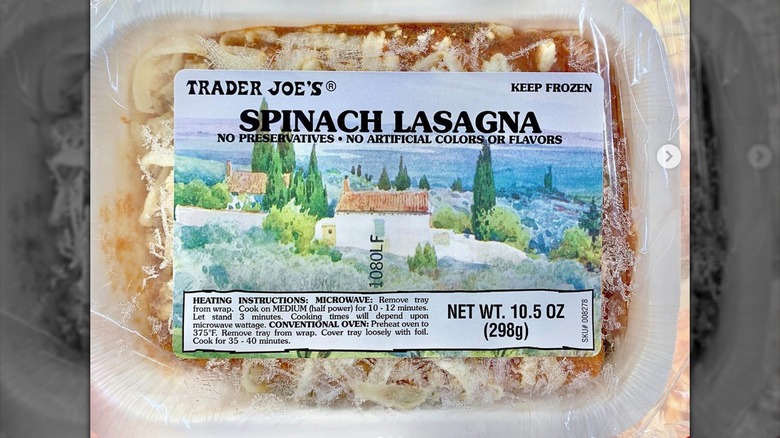 TRADER JOE'S®
KEEP FROZEN
SPINACH LASAGNA
NO PRESERVATIVES • NO ARTIFICIAL COLORS OR FLAVORS
1080LF
HEATING INSTRUCTIONS: MICROWAVE: Remove tray
from wrap. Cook on MEDIUM (half power) for 10 - 12 minutes.
Let stand 3 minutes. Cooking times will depend upon
microwave wattage. CONVENTIONAL OVEN: Preheat oven to
375°F. Remove tray from wrap. Cover tray loosely with foil.
Cook for 35 - 40 minutes.
NET WT. 10.5 OZ
(298g)
SKU# 008278